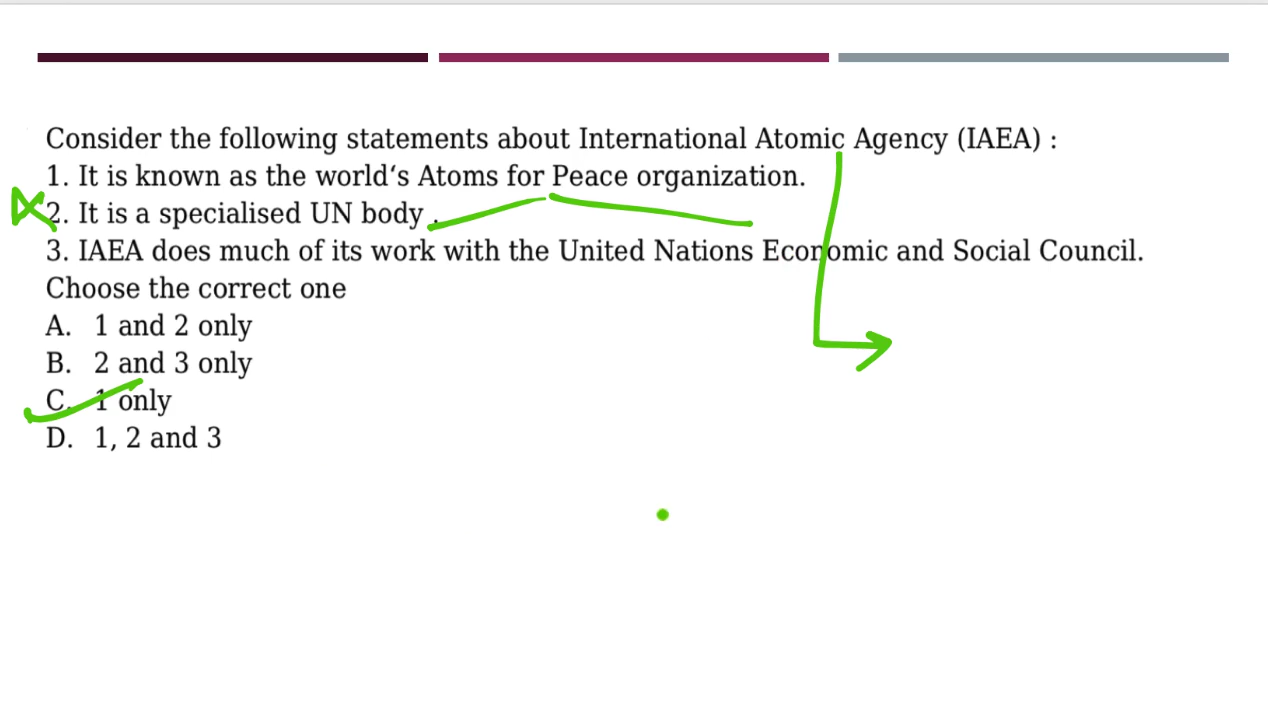 Consider the following statements about International Atomic Agency (IAEA) :
1. It is known as the world‘s Atoms for Peace organization.
2. It is a specialised UN body .
3. IAEA does much of its work with the United Nations Economic and Social Council.
Choose the correct one
A. 1 and 2 only
B. 2 and 3 only
C. 1 only
D. 1, 2 and 3